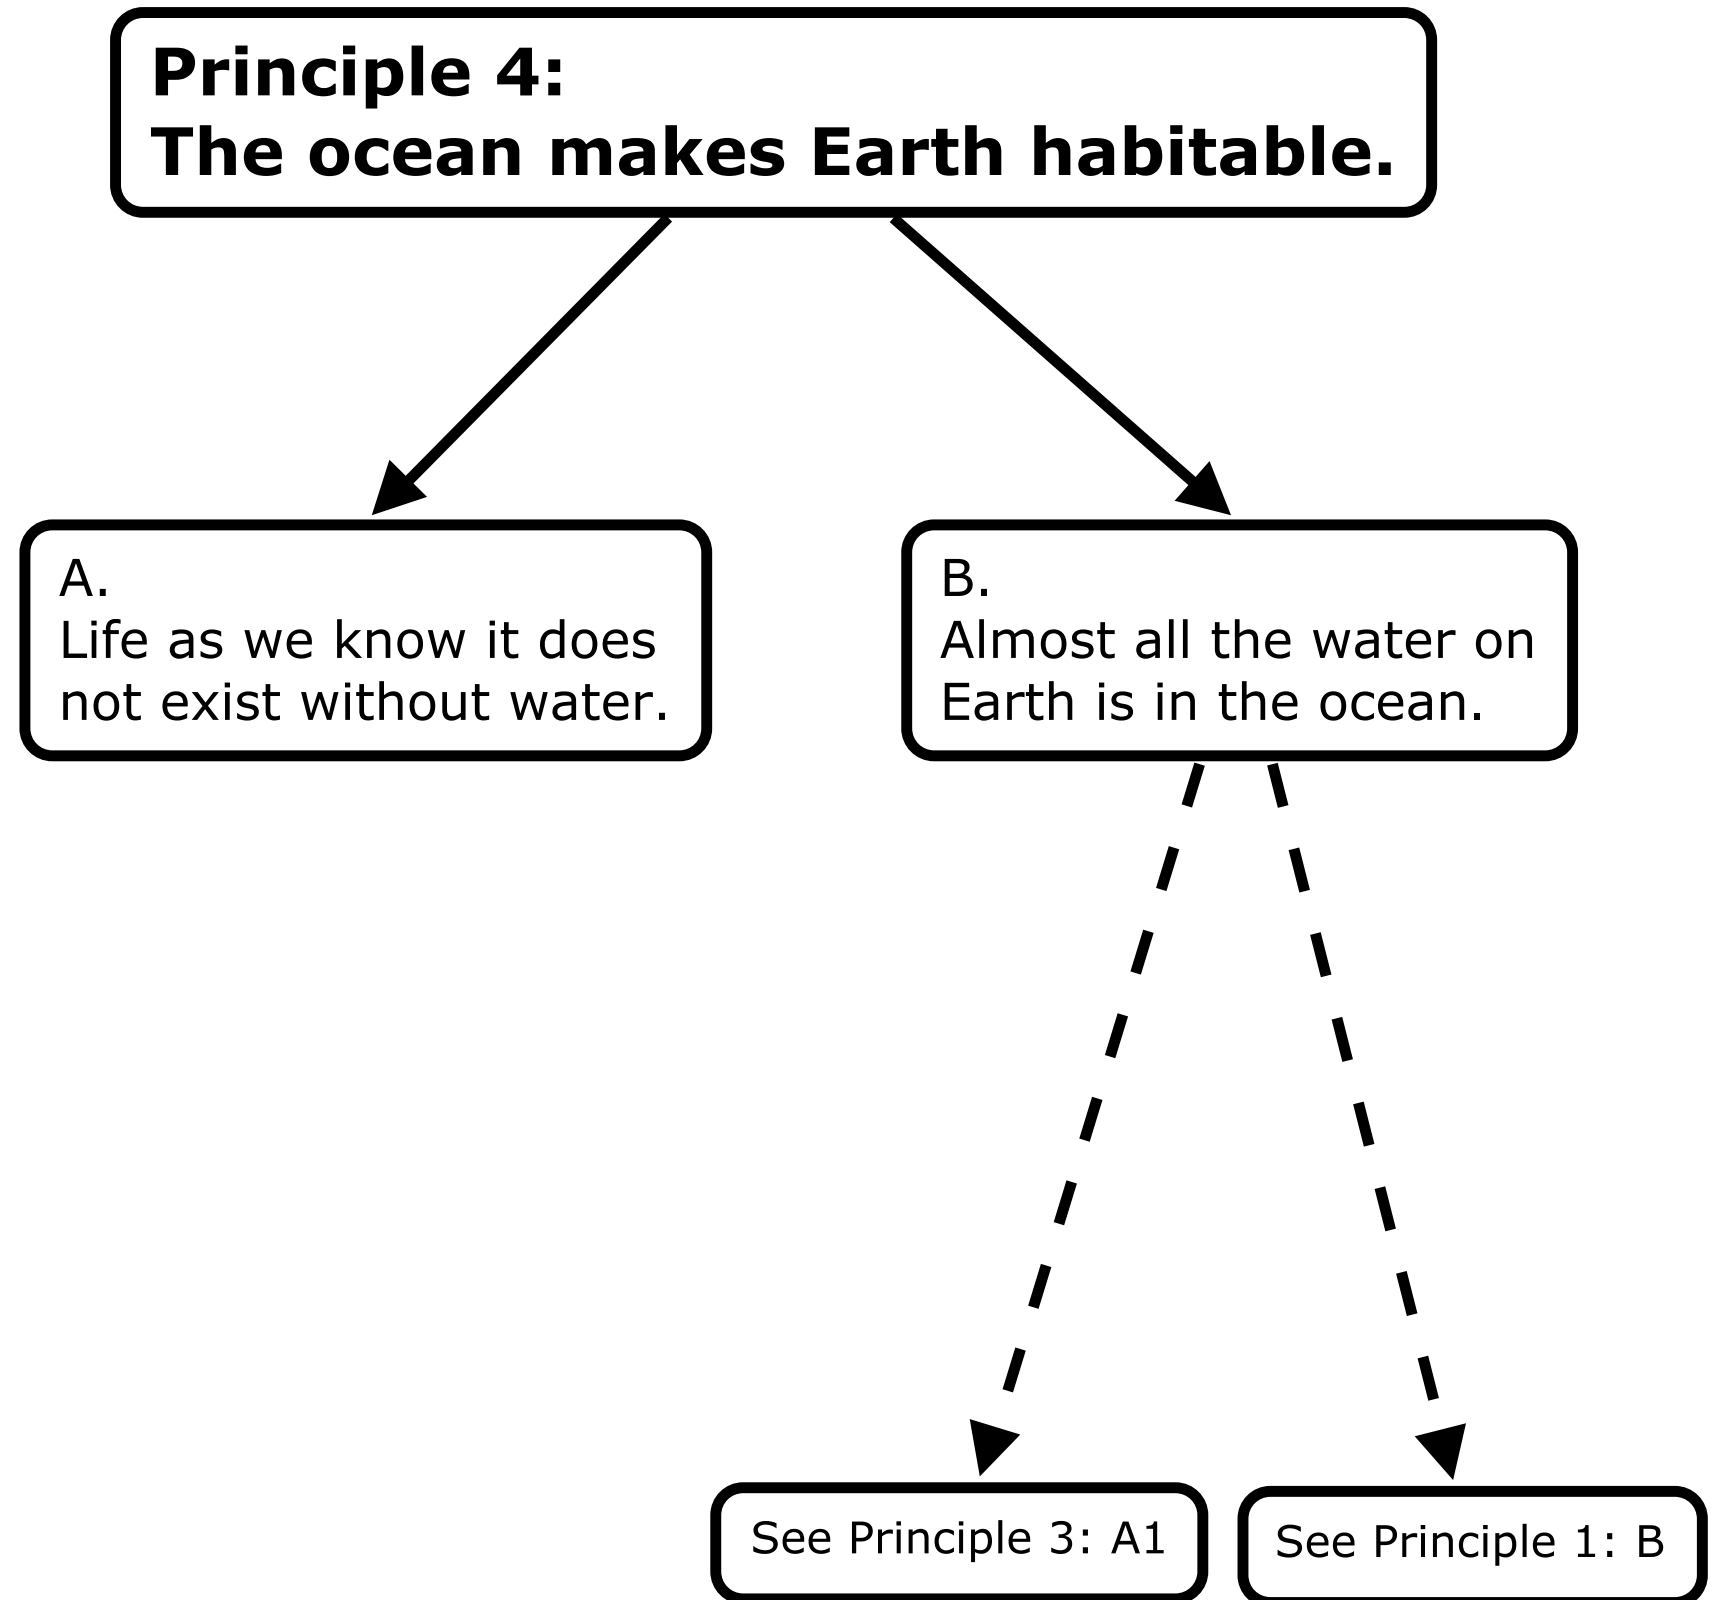 Principle 4:
The ocean makes Earth habitable.
A.
Life as we know it does
not exist without water.
B.
Almost all the water on
Earth is in the ocean.
See Principle 3: A1
See Principle 1: B